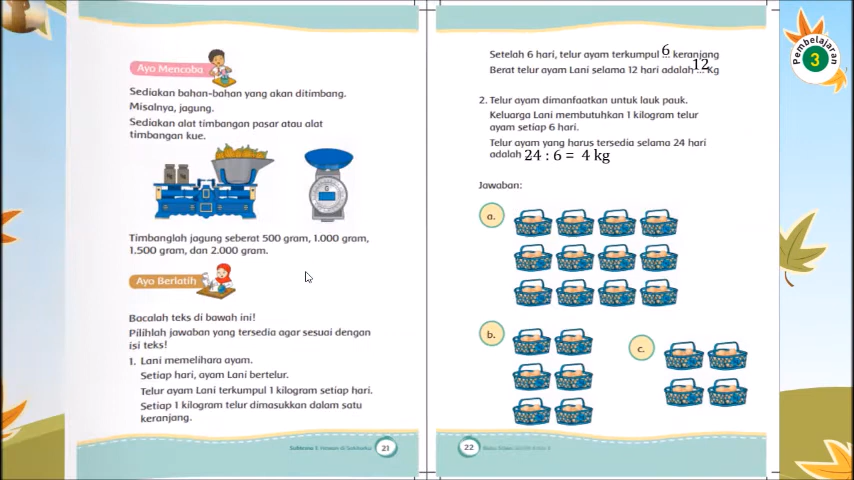 Ayo Mencoba
Sediakan bahan-bahan yang akan ditimbang.
Misalnya, jagung.
Sediakan alat timbangan pasar atau alat
timbangan kue.
Timbanglah jagung seberat 500 gram, 1.000 gram,
1.500 gram, dan 2.000 gram.
Ayo Berlatih
Bacalah teks di bawah ini!
Pilihlah jawaban yang tersedia agar sesuai dengan
isi teks!
1. Lani memelihara ayam.
Setiap hari, ayam Lani bertelur.
Telur ayam Lani terkumpul 1 kilogram setiap hari.
Setiap 1 kilogram telur dimasukkan dalam satu
keranjang.
21
Setelah 6 hari, telur ayam terkumpul 6 ... keranjang
Berat telur ayam Lani selama 12 hari adalah 12 ... Kg
2. Telur ayam dimanfaatkan untuk lauk pauk.
Keluarga Lani membutuhkan 1 kilogram telur
ayam setiap 6 hari.
Telur ayam yang harus tersedia selama 24 hari
adalah 24 : 6 = 4 kg
Jawaban:
a.
b.
c.
22
Pembelajaran
3